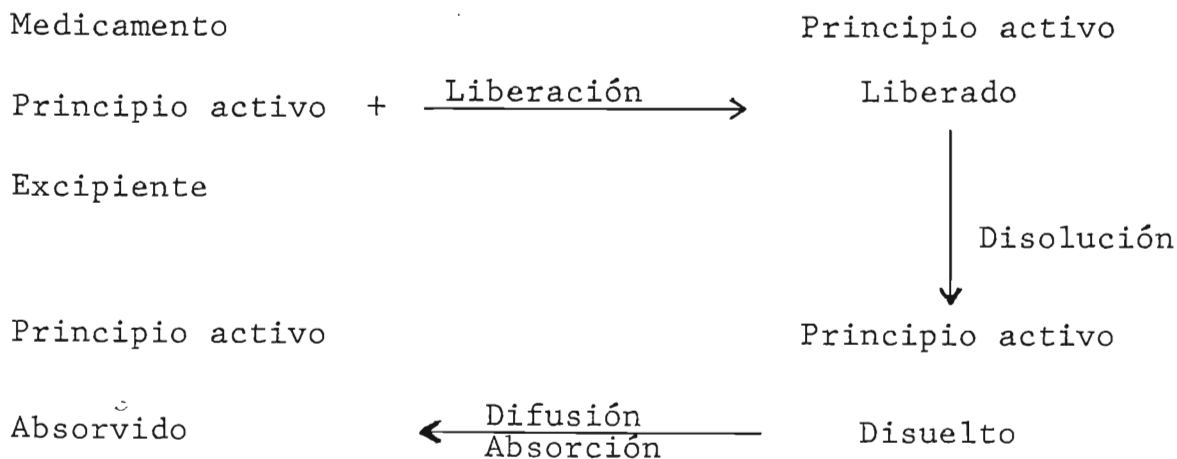 Medicamento Principio activo
Principio activo + Liberación Liberado
Excipiente
Disolución
Principio activo Principio activo
Absorvido Difusión Disuelto
Absorción